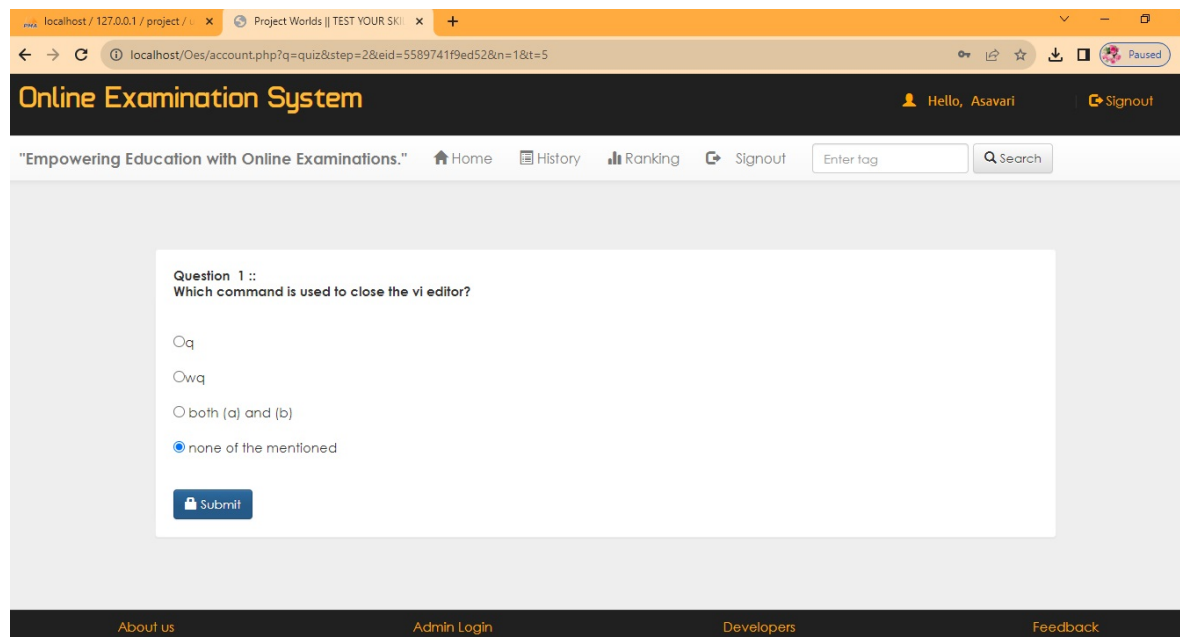 localhost / 127.0.0.1 / project / u
Project Worlds || TEST YOUR SKIL
localhost/Oes/account.php?q=quiz&step=2&eid=5589741f9ed52&n=1&t=5
Paused
Online Examination System
Hello, Asavari
Signout
"Empowering Education with Online Examinations."
Home
History
Ranking
Signout
Enter tag
Search
Question 1 ::
Which command is used to close the vi editor?
q
wq
both (a) and (b)
none of the mentioned
Submit
About us
Admin Login
Developers
Feedback